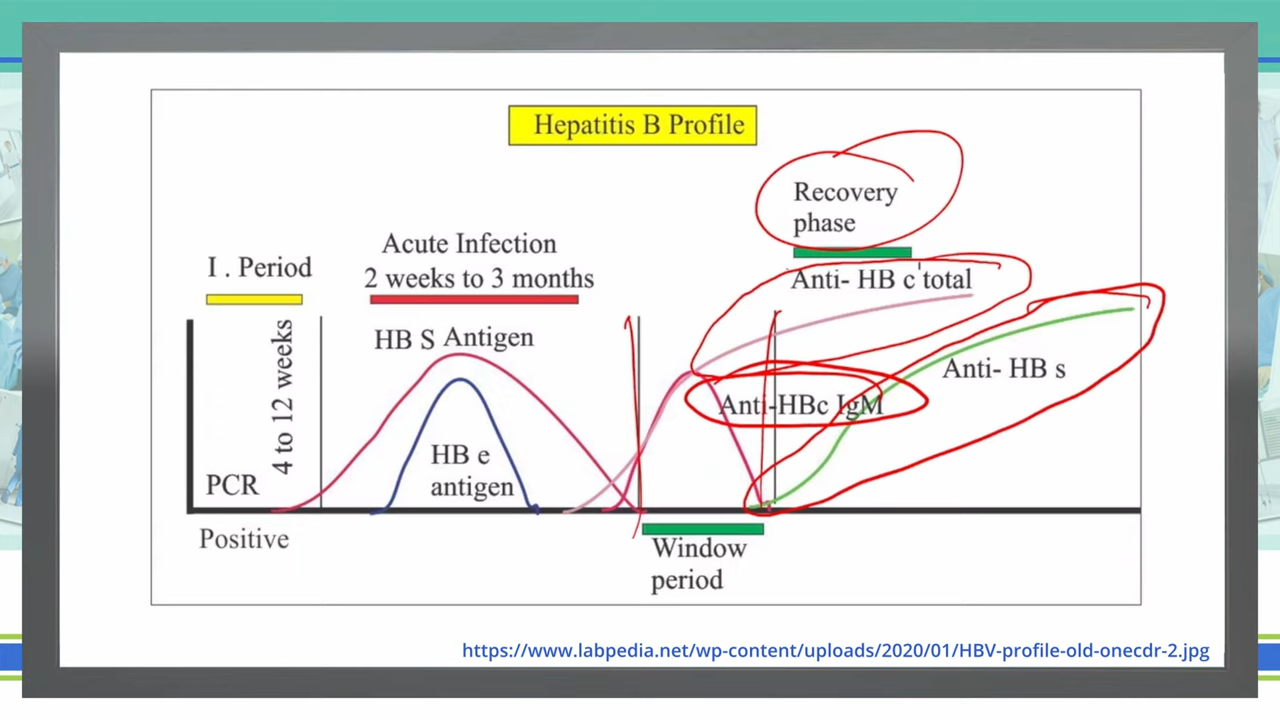 Hepatitis B Profile
Recovery
phase
Acute Infection
2 weeks to 3 months
I . Period
Anti- HB c total
4 to 12 weeks
HB S Antigen
Anti- HB s
Anti-HBc IgM
HB e
antigen
PCR
Positive
Window
period
https://www.labpedia.net/wp-content/uploads/2020/01/HBV-profile-old-onecdr-2.jpg